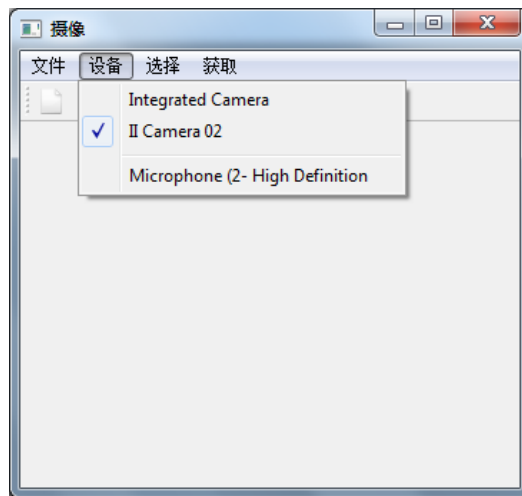 摄像
文件 设备 选择 获取
Integrated Camera
II Camera 02
Microphone (2- High Definition